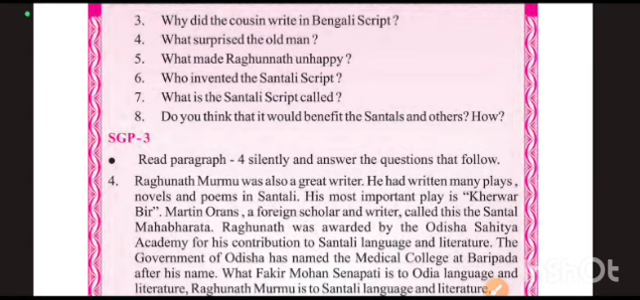 3. Why did the cousin write in Bengali Script ?
4. What surprised the old man ?
5. What made Raghunnath unhappy ?
6. Who invented the Santali Script ?
7. What is the Santali Script called ?
8. Do you think that it would benefit the Santals and others? How?
SGP-3
• Read paragraph - 4 silently and answer the questions that follow.
4. Raghunath Murmu was also a great writer. He had written many plays ,
novels and poems in Santali. His most important play is “Kherwar
Bir”. Martin Orans , a foreign scholar and writer, called this the Santal
Mahabharata. Raghunath was awarded by the Odisha Sahitya
Academy for his contribution to Santali language and literature. The
Government of Odisha has named the Medical College at Baripada
after his name. What Fakir Mohan Senapati is to Odia language and
literature, Raghunath Murmu is to Santali language and literature.